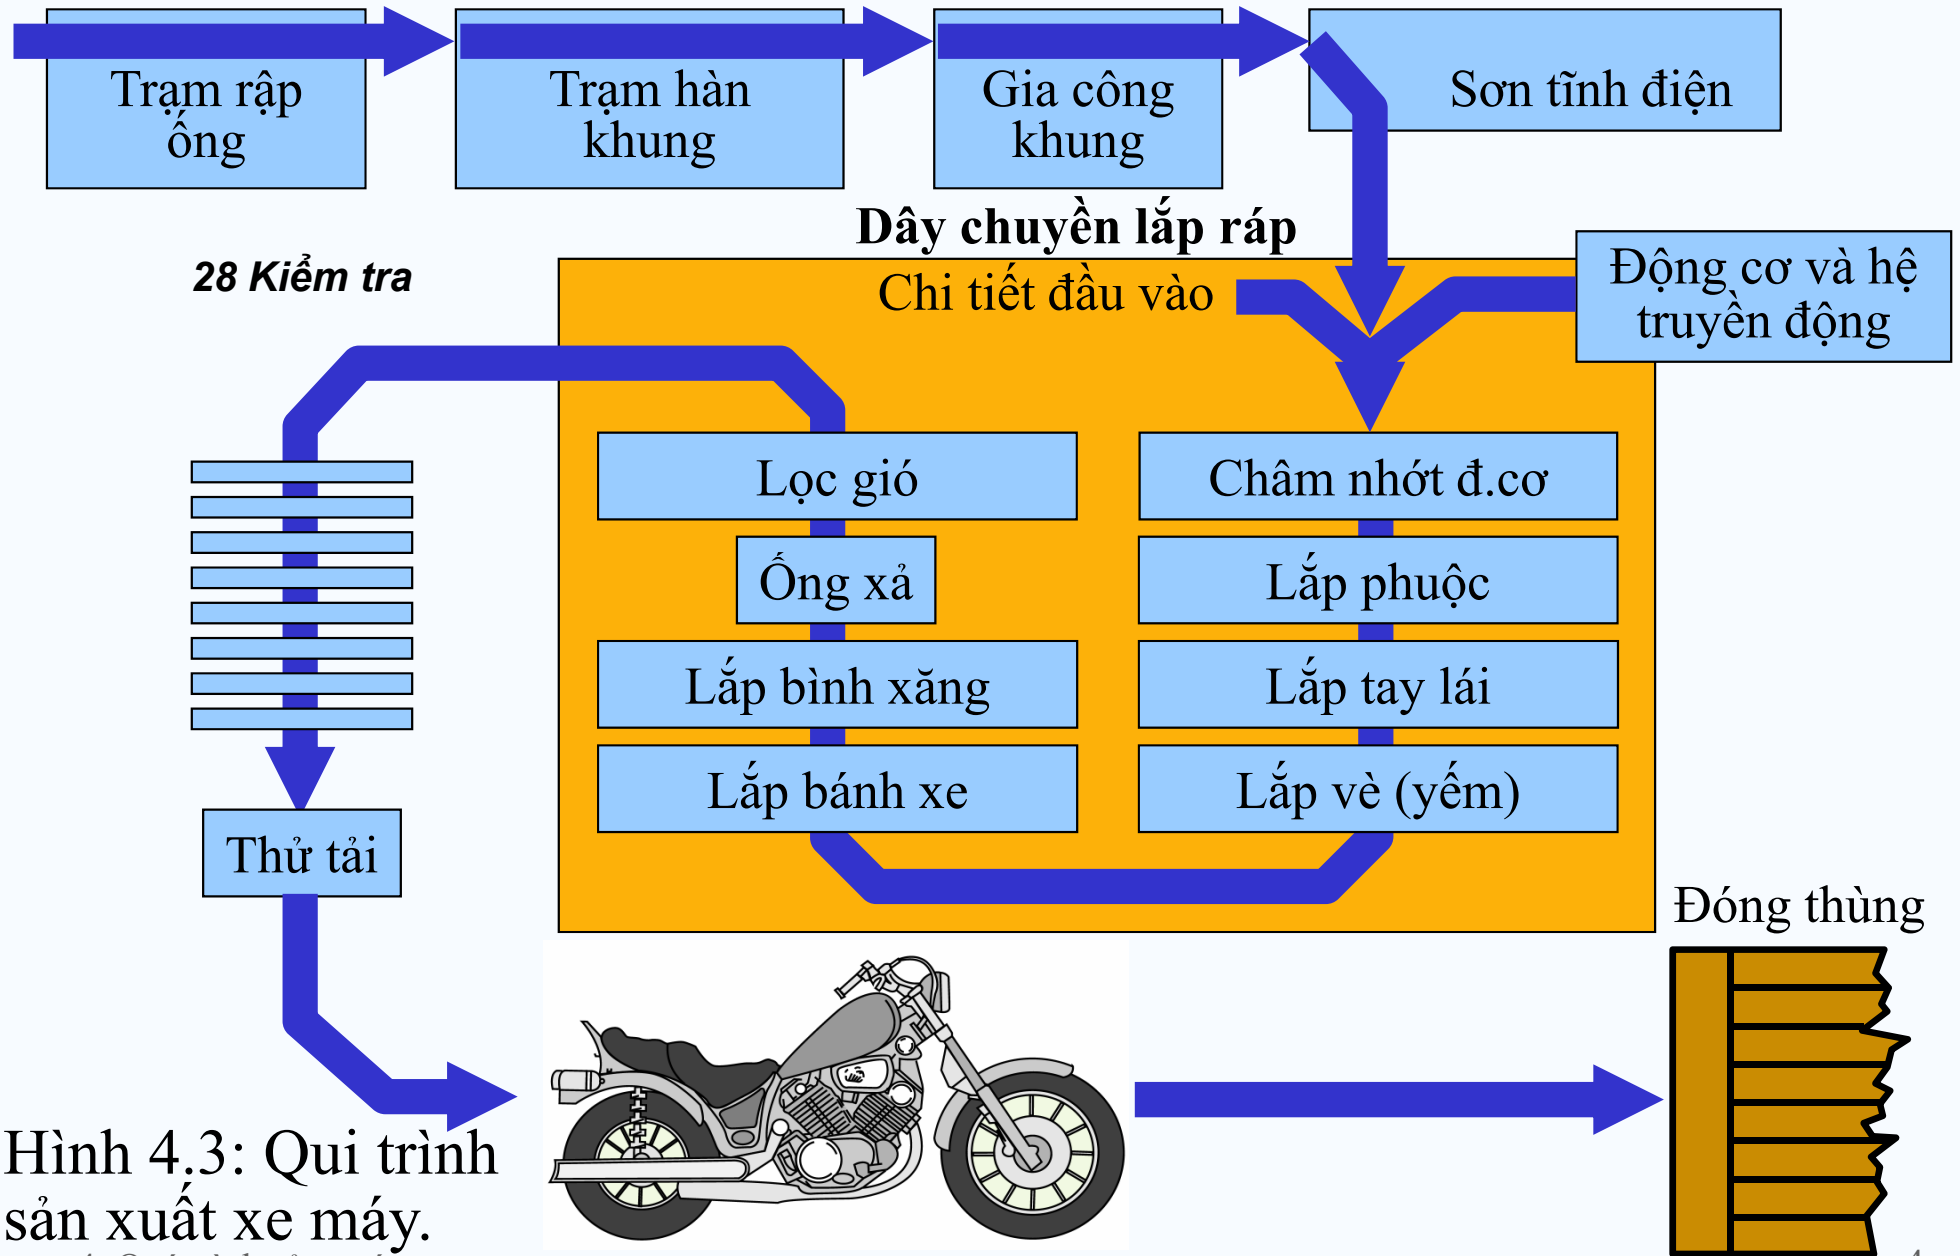 Trạm rập
ống
Trạm hàn
khung
Gia công
khung
Sơn tĩnh điện
Dây chuyền lắp ráp
28 Kiểm tra
Chi tiết đầu vào
Động cơ và hệ
truyền động
Lọc gió
Châm nhớt đ.cơ
Ống xả
Lắp phuộc
Lắp bình xăng
Lắp tay lái
Lắp bánh xe
Lắp vè (yếm)
Thử tải
Đóng thùng
Hình 4.3: Qui trình
sản xuất xe máy.